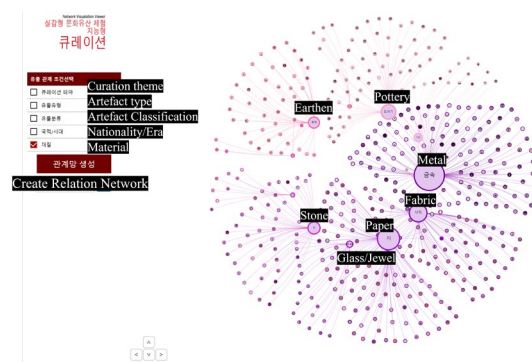 Network Visualization Viewer
실감형 문화유산 체험
지능형
큐레이션
유물 관계 조건선택
큐레이션 테마
Curation theme
유물유형
Artefact type
유물분류
Artefact Classification
국적/시대
Nationality/Era
재질
Material
관계망 생성
Create Relation Network
Earthen
Pottery
Metal
금속
Fabric
Stone
Paper
Glass/Jewel